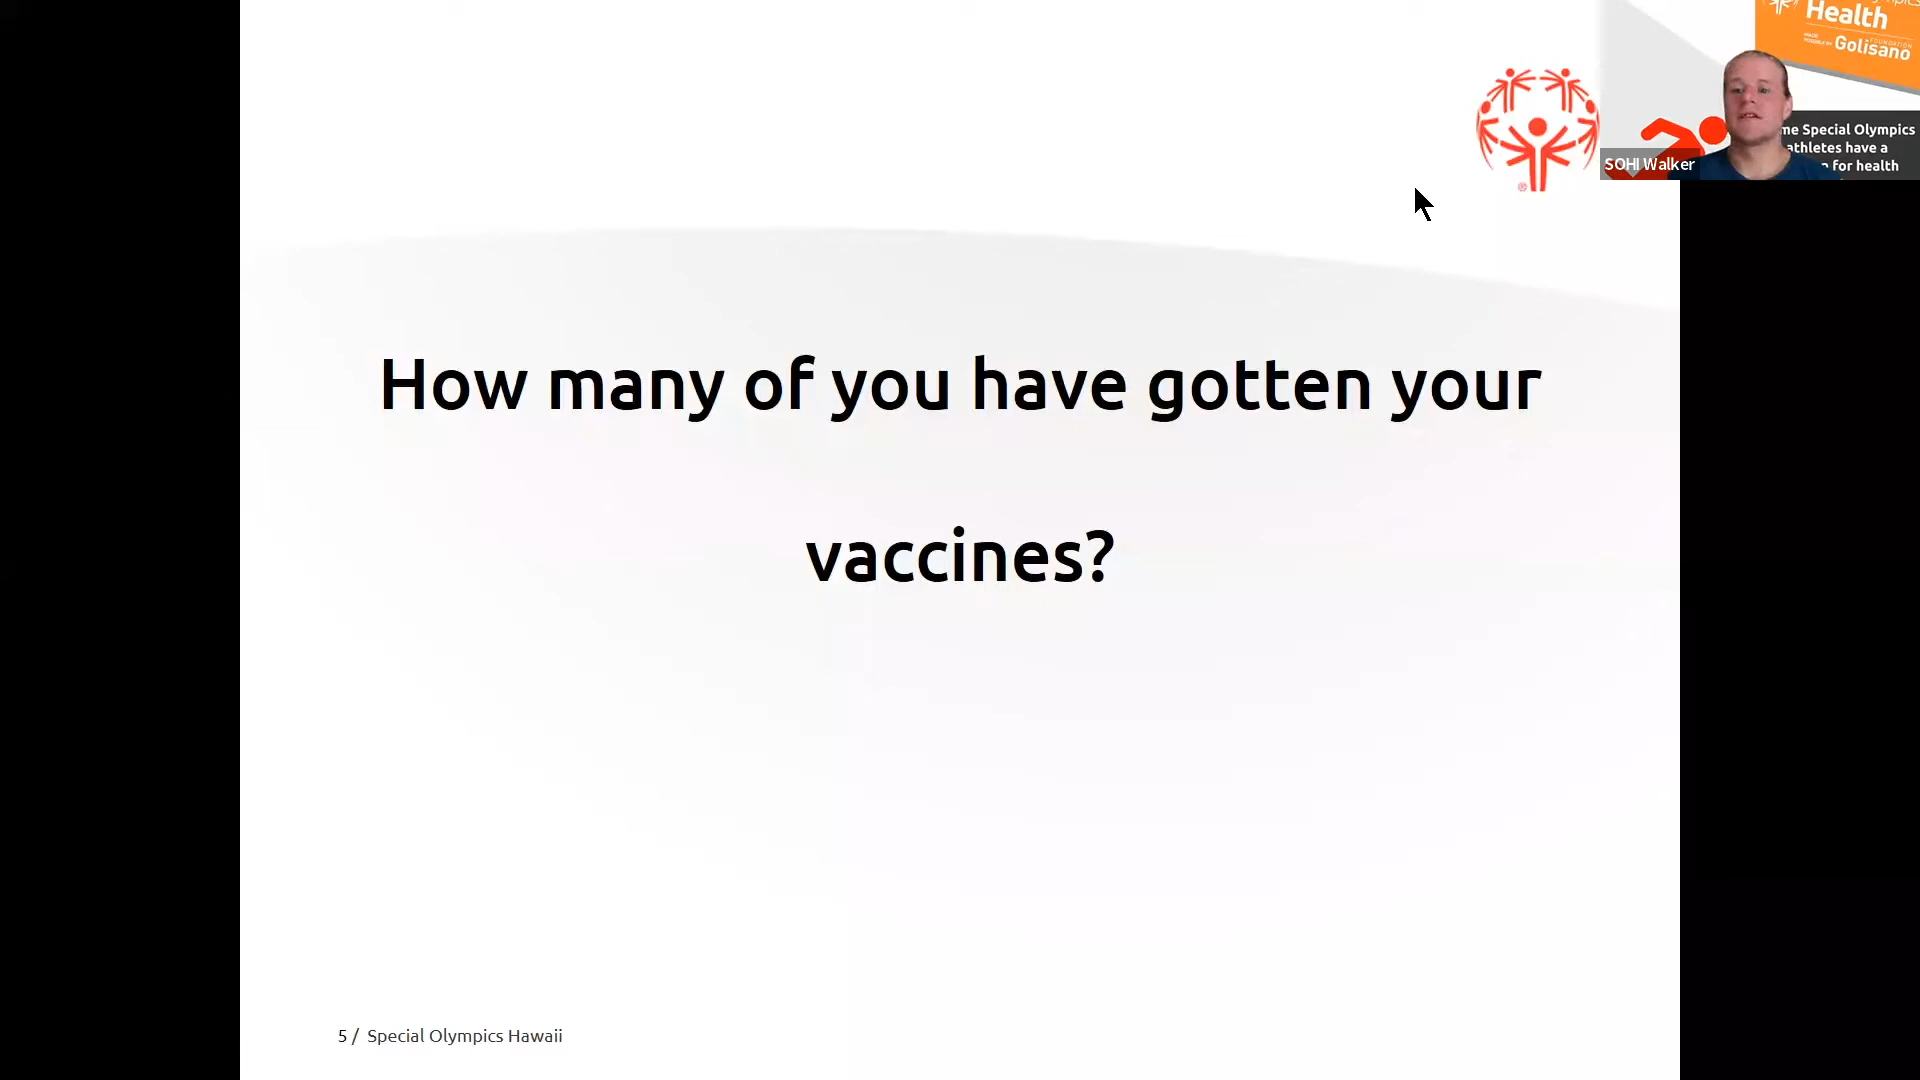 Health
Golisano
me Special Olympics
athletes have a
for health
SOHI Walker
How many of you have gotten your
vaccines?
5 / Special Olympics Hawaii